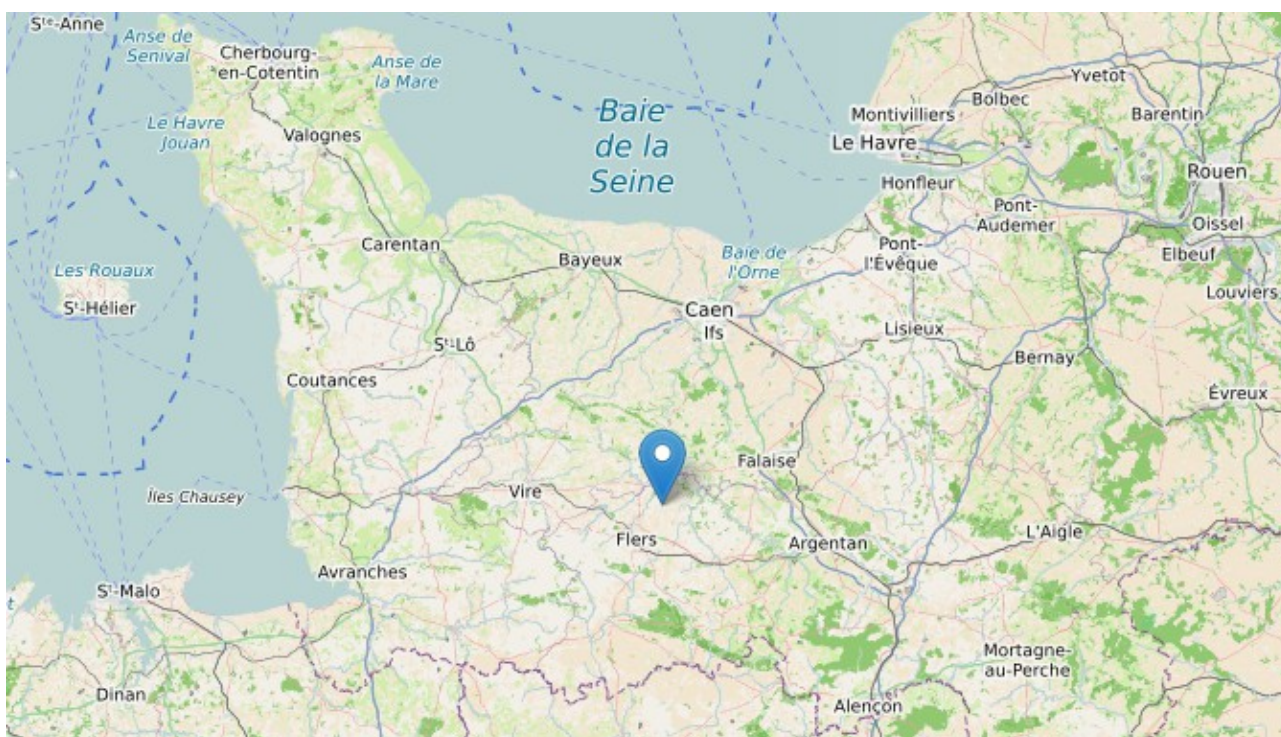 Sᵗᵉ-Anne
Anse de
Senival
Cherbourg-
en-Cotentin
Anse de
la Mare
Yvetot
Bolbec
Barentin
Montivilliers
Le Havre
Jouan
Valognes
Baie
de la
Seine
Le Havre
Rouen
Honfleur
Pont-
Audemer
Oissel
Carentan
Bayeux
Baie de
l'Orne
Pont-
l'Évêque
Elbeuf
Les Rouaux
Sᵗ-Hélier
Louviers
Caen
Ifs
Lisieux
Sᵗ-Lô
Bernay
Coutances
Évreux
Falaise
Îles Chausey
Vire
Flers
Argentan
L'Aigle
Avranches
Sᵗ-Malo
Mortagne-
au-Perche
Dinan
Alençon